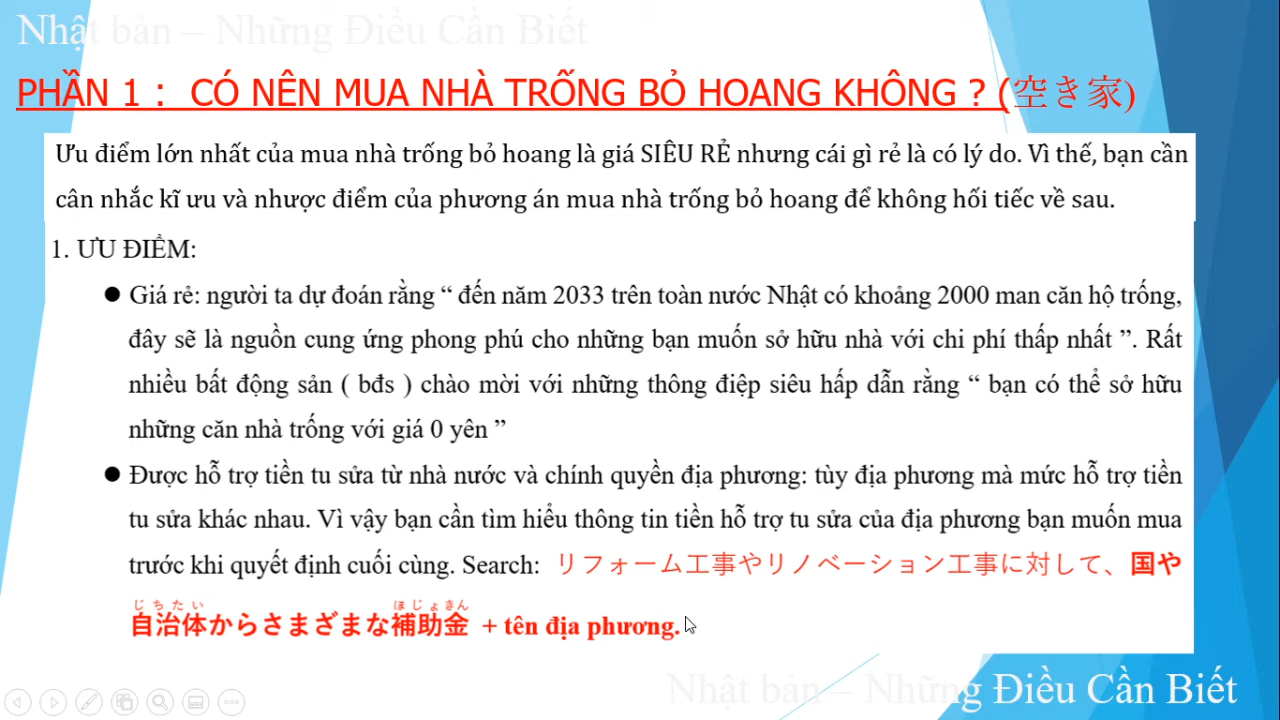 Nhật bản – Những Điều Cần Biết
PHẦN 1 : CÓ NÊN MUA NHÀ TRỐNG BỎ HOANG KHÔNG ? (空き家)
Ưu điểm lớn nhất của mua nhà trống bỏ hoang là giá SIÊU RẺ nhưng cái gì rẻ là có lý do. Vì thế, bạn cần
cân nhắc kĩ ưu và nhược điểm của phương án mua nhà trống bỏ hoang để không hối tiếc về sau.
1. ƯU ĐIỂM:
● Giá rẻ: người ta dự đoán rằng “ đến năm 2033 trên toàn nước Nhật có khoảng 2000 man căn hộ trống,
đây sẽ là nguồn cung ứng phong phú cho những bạn muốn sở hữu nhà với chi phí thấp nhất ”. Rất
nhiều bất động sản ( bđs ) chào mời với những thông điệp siêu hấp dẫn rằng “ bạn có thể sở hữu
những căn nhà trống với giá 0 yên ”
● Được hỗ trợ tiền tu sửa từ nhà nước và chính quyền địa phương: tùy địa phương mà mức hỗ trợ tiền
tu sửa khác nhau. Vì vậy bạn cần tìm hiểu thông tin tiền hỗ trợ tu sửa của địa phương bạn muốn mua
trước khi quyết định cuối cùng. Search: リフォーム工事やリノベーション工事に対して、国や
じちたい ほじょきん
自治体からさまざまな補助金 + tên địa phương.
Nhật bản – Những Điều Cần Biết